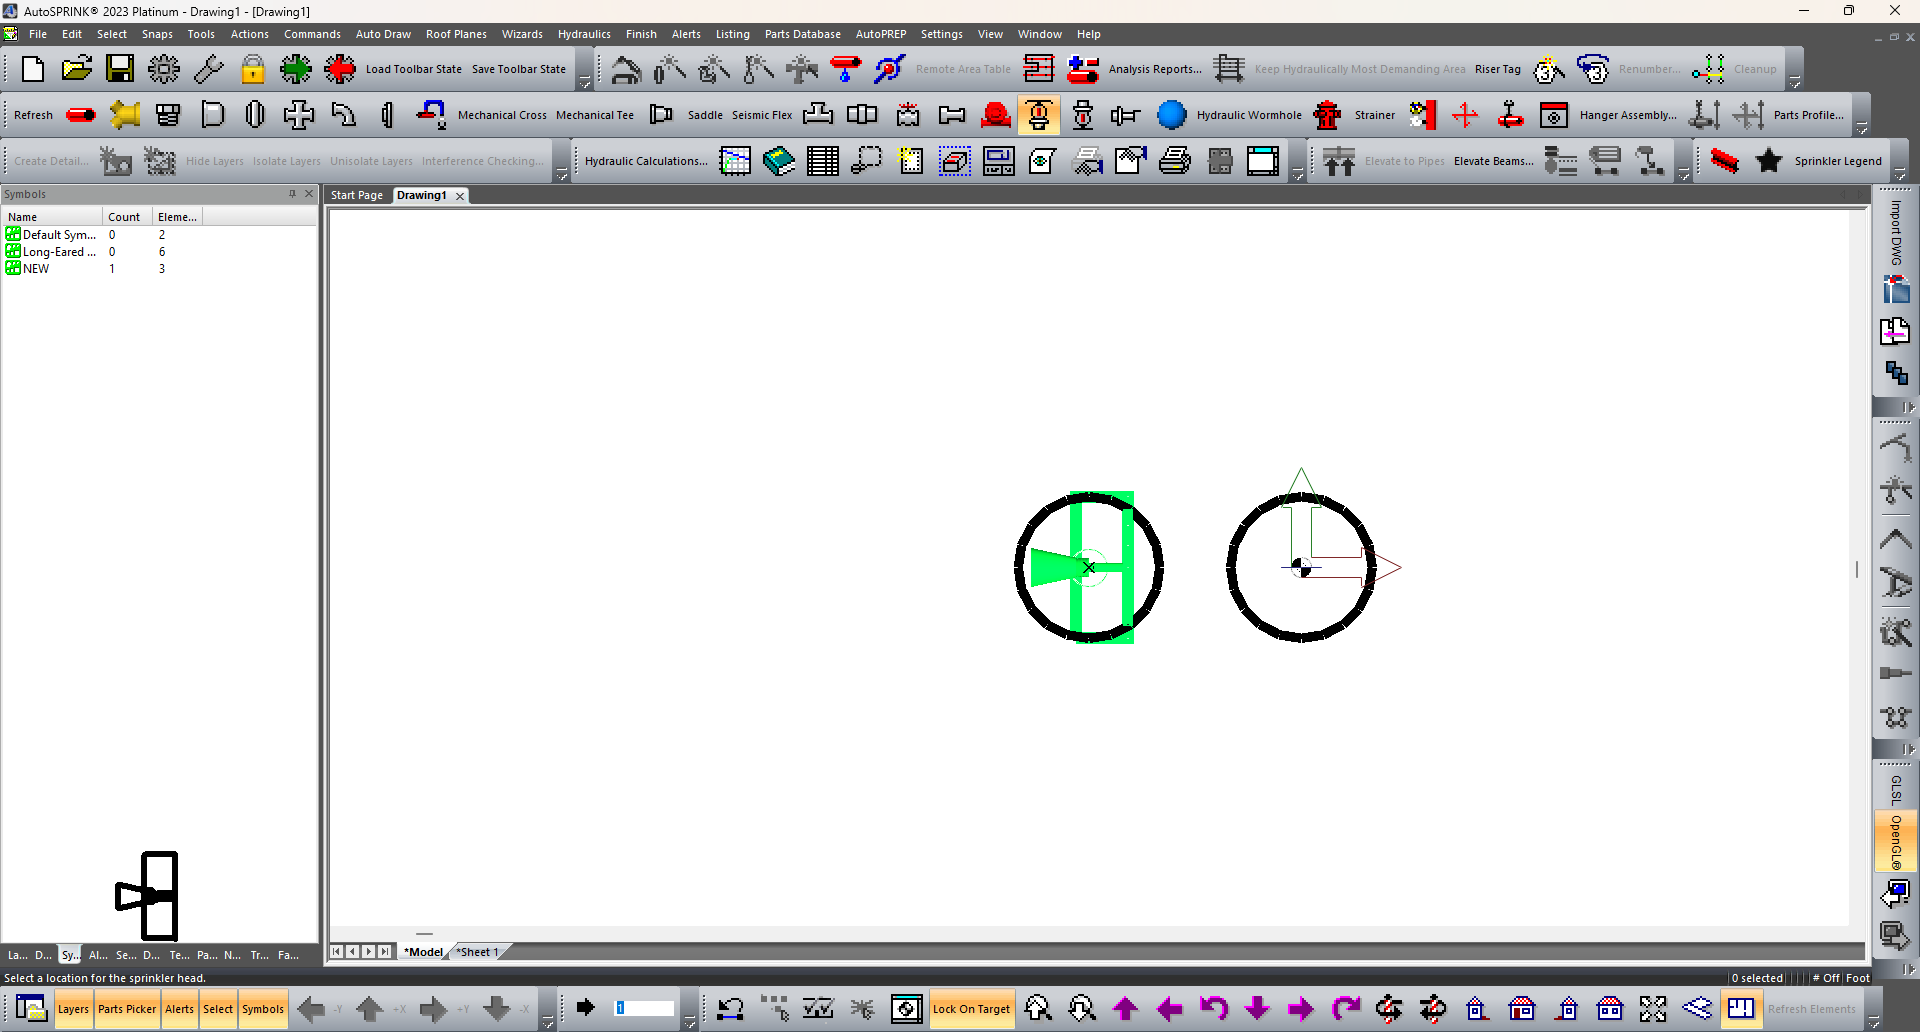 AutoSPRINK® 2023 Platinum - Drawing1 - [Drawing1]
File Edit Select Snaps Tools Actions Commands Auto Draw Roof Planes Wizards Hydraulics Finish Alerts Listing Parts Database AutoPREP Settings View Window Help
Load Toolbar State Save Toolbar State Remote Area Table Analysis Reports... Keep Hydraulically Most Demanding Area Riser Tag Renumber... Cleanup
Refresh Mechanical Cross Mechanical Tee Saddle Seismic Flex Hydraulic Wormhole Strainer Hanger Assembly... Parts Profile...
Create Detail... Hide Layers Isolate Layers Unisolate Layers Interference Checking... Hydraulic Calculations... Elevate to Pipes Elevate Beams... Sprinkler Legend
Symbols
Start Page Drawing1
Name Count Eleme...
Default Sym... 0 2
Long-Eared ... 0 6
NEW 1 3
Import DWG
GLSL
OpenGL®
La... D... Sy... Al... Se... D... Te... Pa... N... Tr... Fa...
*Model *Sheet 1
Select a location for the sprinkler head.
0 selected # Off Foot
Layers Parts Picker Alerts Select Symbols -Y +X +Y -X 1 Lock On Target Refresh Elements